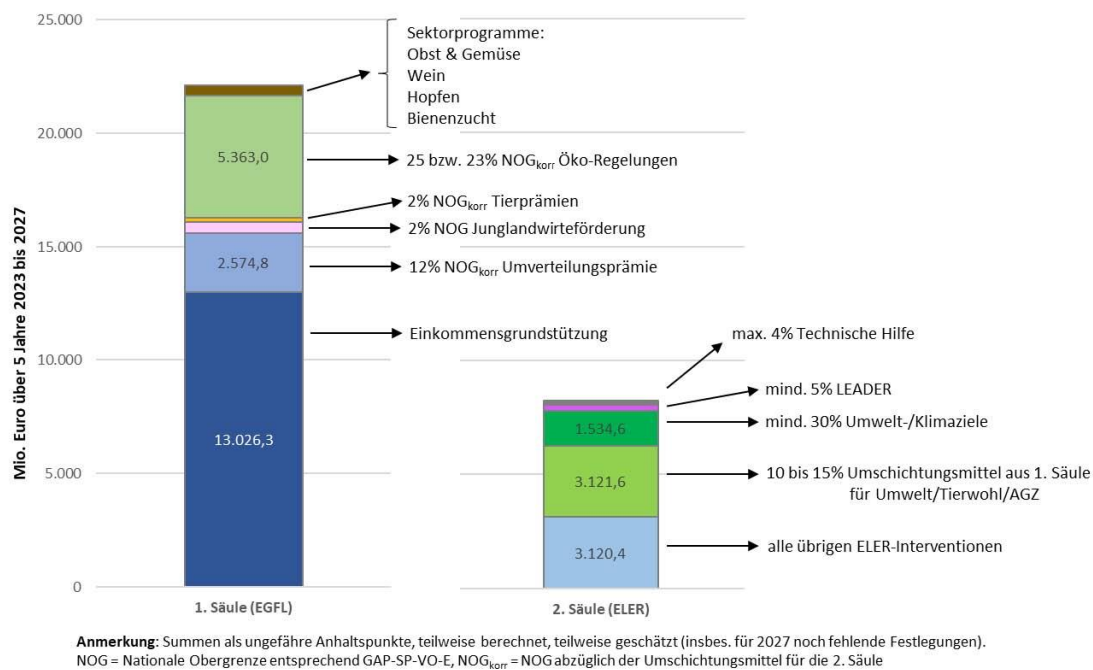 25.000
20.000
15.000
10.000
5.000
0
Mio. Euro über 5 Jahre 2023 bis 2027
Sektorprogramme:
Obst & Gemüse
Wein
Hopfen
Bienenzucht
5.363,0
25 bzw. 23% NOGkorr Öko-Regelungen
2% NOGkorr Tierprämien
2% NOG Junglandwirteförderung
2.574,8
12% NOGkorr Umverteilungsprämie
Einkommensgrundstützung
13.026,3
max. 4% Technische Hilfe
mind. 5% LEADER
1.534,6
mind. 30% Umwelt-/Klimaziele
3.121,6
10 bis 15% Umschichtungsmittel aus 1. Säule
für Umwelt/Tierwohl/AGZ
3.120,4
alle übrigen ELER-Interventionen
1. Säule (EGFL)
2. Säule (ELER)
Anmerkung: Summen als ungefähre Anhaltspunkte, teilweise berechnet, teilweise geschätzt (insbes. für 2027 noch fehlende Festlegungen).
NOG = Nationale Obergrenze entsprechend GAP-SP-VO-E, NOGkorr = NOG abzüglich der Umschichtungsmittel für die 2. Säule